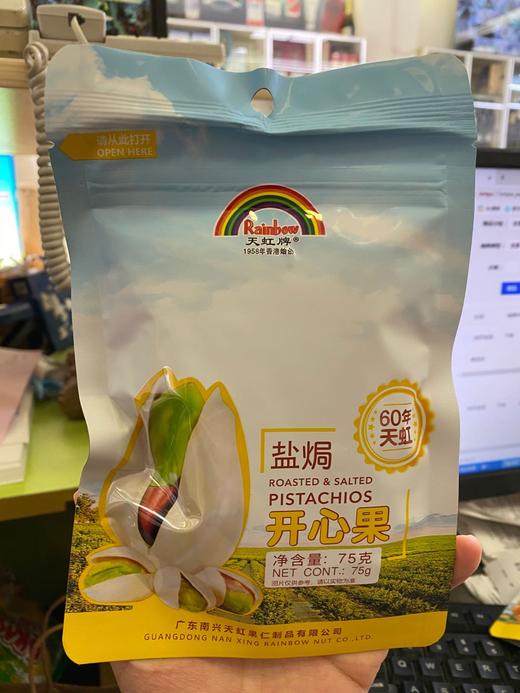 请从此打开
OPEN HERE
Rainbow
天虹牌®
1958年香港始创
60年
天虹
盐焗
ROASTED & SALTED
PISTACHIOS
开心果
净含量: 75克
NET CONT.: 75g
图片仅供参考, 请以实物为准
广东南兴天虹果仁制品有限公司
GUANGDONG NAN XING RAINBOW NUT CO.,LTD.